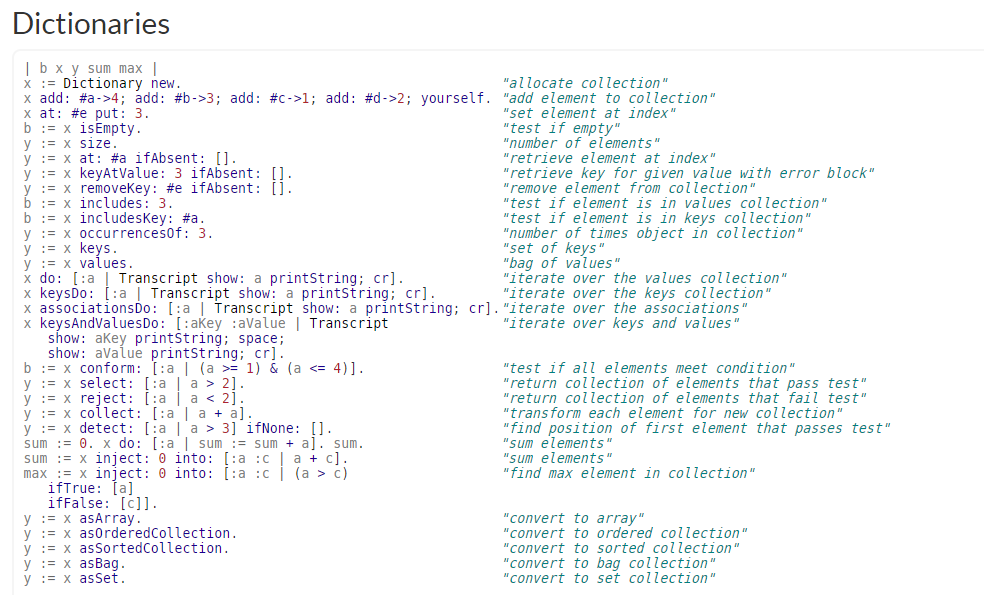 Dictionaries
| b x y sum max |
x := Dictionary new. "allocate collection"
x add: #a->4; add: #b->3; add: #c->1; add: #d->2; yourself. "add element to collection"
x at: #e put: 3. "set element at index"
b := x isEmpty. "test if empty"
y := x size. "number of elements"
y := x at: #a ifAbsent: []. "retrieve element at index"
y := x keyAtValue: 3 ifAbsent: []. "retrieve key for given value with error block"
y := x removeKey: #e ifAbsent: []. "remove element from collection"
b := x includes: 3. "test if element is in values collection"
b := x includesKey: #a. "test if element is in keys collection"
y := x occurrencesOf: 3. "number of times object in collection"
y := x keys. "set of keys"
y := x values. "bag of values"
x do: [:a | Transcript show: a printString; cr]. "iterate over the values collection"
x keysDo: [:a | Transcript show: a printString; cr]. "iterate over the keys collection"
x associationsDo: [:a | Transcript show: a printString; cr]."iterate over the associations"
x keysAndValuesDo: [:aKey :aValue | Transcript "iterate over keys and values"
show: aKey printString; space;
show: aValue printString; cr].
b := x conform: [:a | (a >= 1) & (a <= 4)]. "test if all elements meet condition"
y := x select: [:a | a > 2]. "return collection of elements that pass test"
y := x reject: [:a | a < 2]. "return collection of elements that fail test"
y := x collect: [:a | a + a]. "transform each element for new collection"
y := x detect: [:a | a > 3] ifNone: []. "find position of first element that passes test"
sum := 0. x do: [:a | sum := sum + a]. sum. "sum elements"
sum := x inject: 0 into: [:a :c | a + c]. "sum elements"
max := x inject: 0 into: [:a :c | (a > c) "find max element in collection"
ifTrue: [a]
ifFalse: [c]].
y := x asArray. "convert to array"
y := x asOrderedCollection. "convert to ordered collection"
y := x asSortedCollection. "convert to sorted collection"
y := x asBag. "convert to bag collection"
y := x asSet. "convert to set collection"